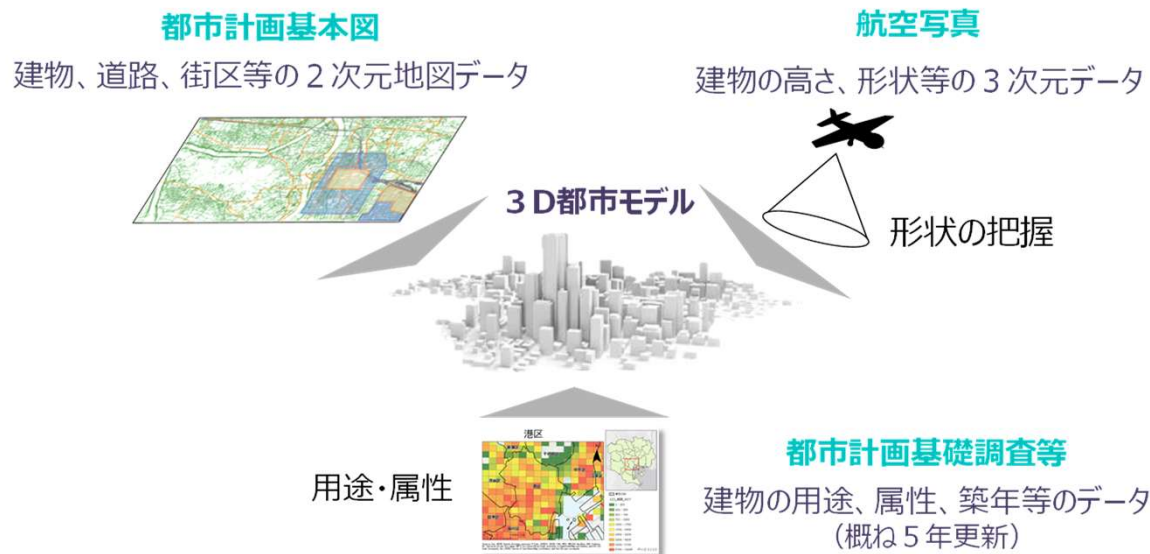 都市計画基本図
建物、道路、街区等の2次元地図データ
航空写真
建物の高さ、形状等の3次元データ
3D都市モデル
形状の把握
港区
用途・属性
都市計画基礎調査等
建物の用途、属性、築年等のデータ
(概ね5年更新)